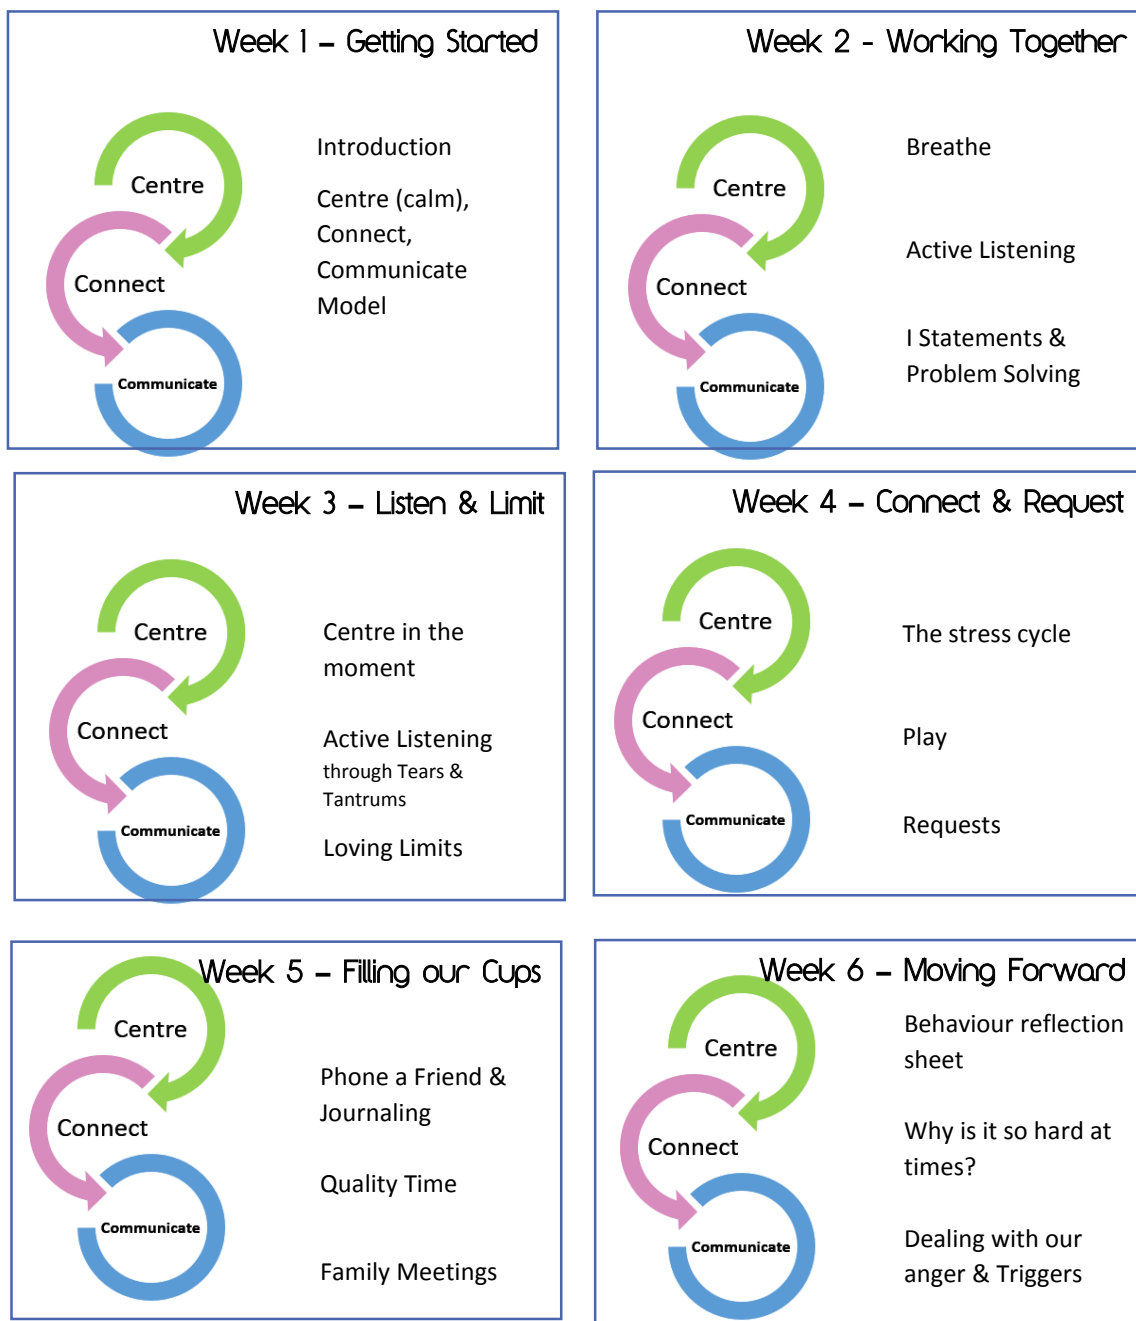 Week 1 – Getting Started
Centre
Connect
Communicate
Introduction
Centre (calm),
Connect,
Communicate
Model
Week 2 - Working Together
Centre
Connect
Communicate
Breathe
Active Listening
I Statements &
Problem Solving
Week 3 – Listen & Limit
Centre
Connect
Communicate
Centre in the
moment
Active Listening
through Tears &
Tantrums
Loving Limits
Week 4 – Connect & Request
Centre
Connect
Communicate
The stress cycle
Play
Requests
Week 5 – Filling our Cups
Centre
Connect
Communicate
Phone a Friend &
Journaling
Quality Time
Family Meetings
Week 6 – Moving Forward
Centre
Connect
Communicate
Behaviour reflection
sheet
Why is it so hard at
times?
Dealing with our
anger & Triggers